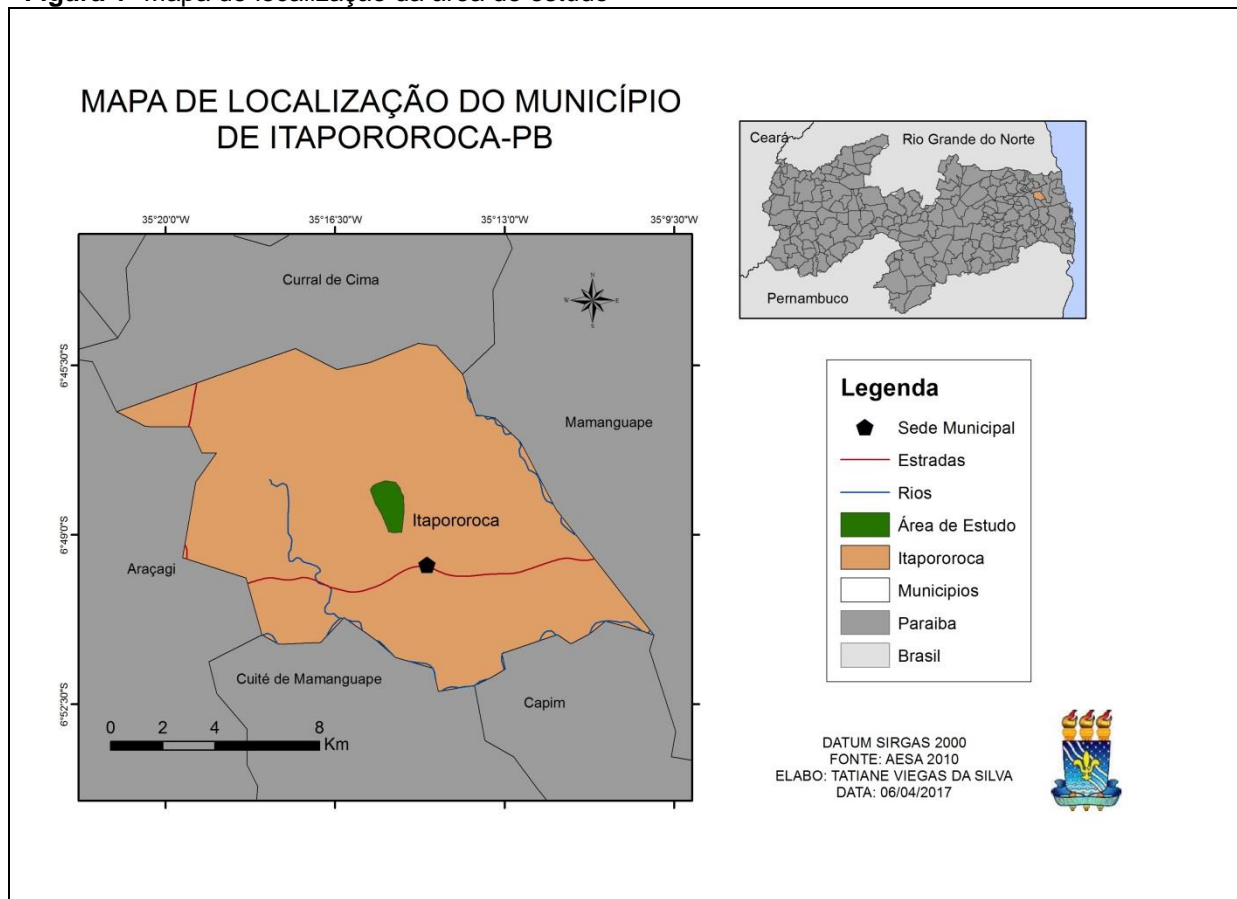 Figura 1- Mapa de localização da área de estudo
MAPA DE LOCALIZAÇÃO DO MUNICÍPIO
DE ITAPOROROCA-PB
Ceará
Rio Grande do Norte
Pernambuco
35°20'0"W
35°16'30"W
35°13'0"W
35°9'30"W
6°45'30"S
6°49'0"S
6°52'30"S
Curral de Cima
N
W
E
S
Mamanguape
Itapororoca
Araçagi
Cuité de Mamanguape
Capim
0 2 4 8
Km
Legenda
Sede Municipal
Estradas
Rios
Área de Estudo
Itapororoca
Municipios
Paraiba
Brasil
DATUM SIRGAS 2000
FONTE: AESA 2010
ELABO: TATIANE VIEGAS DA SILVA
DATA: 06/04/2017